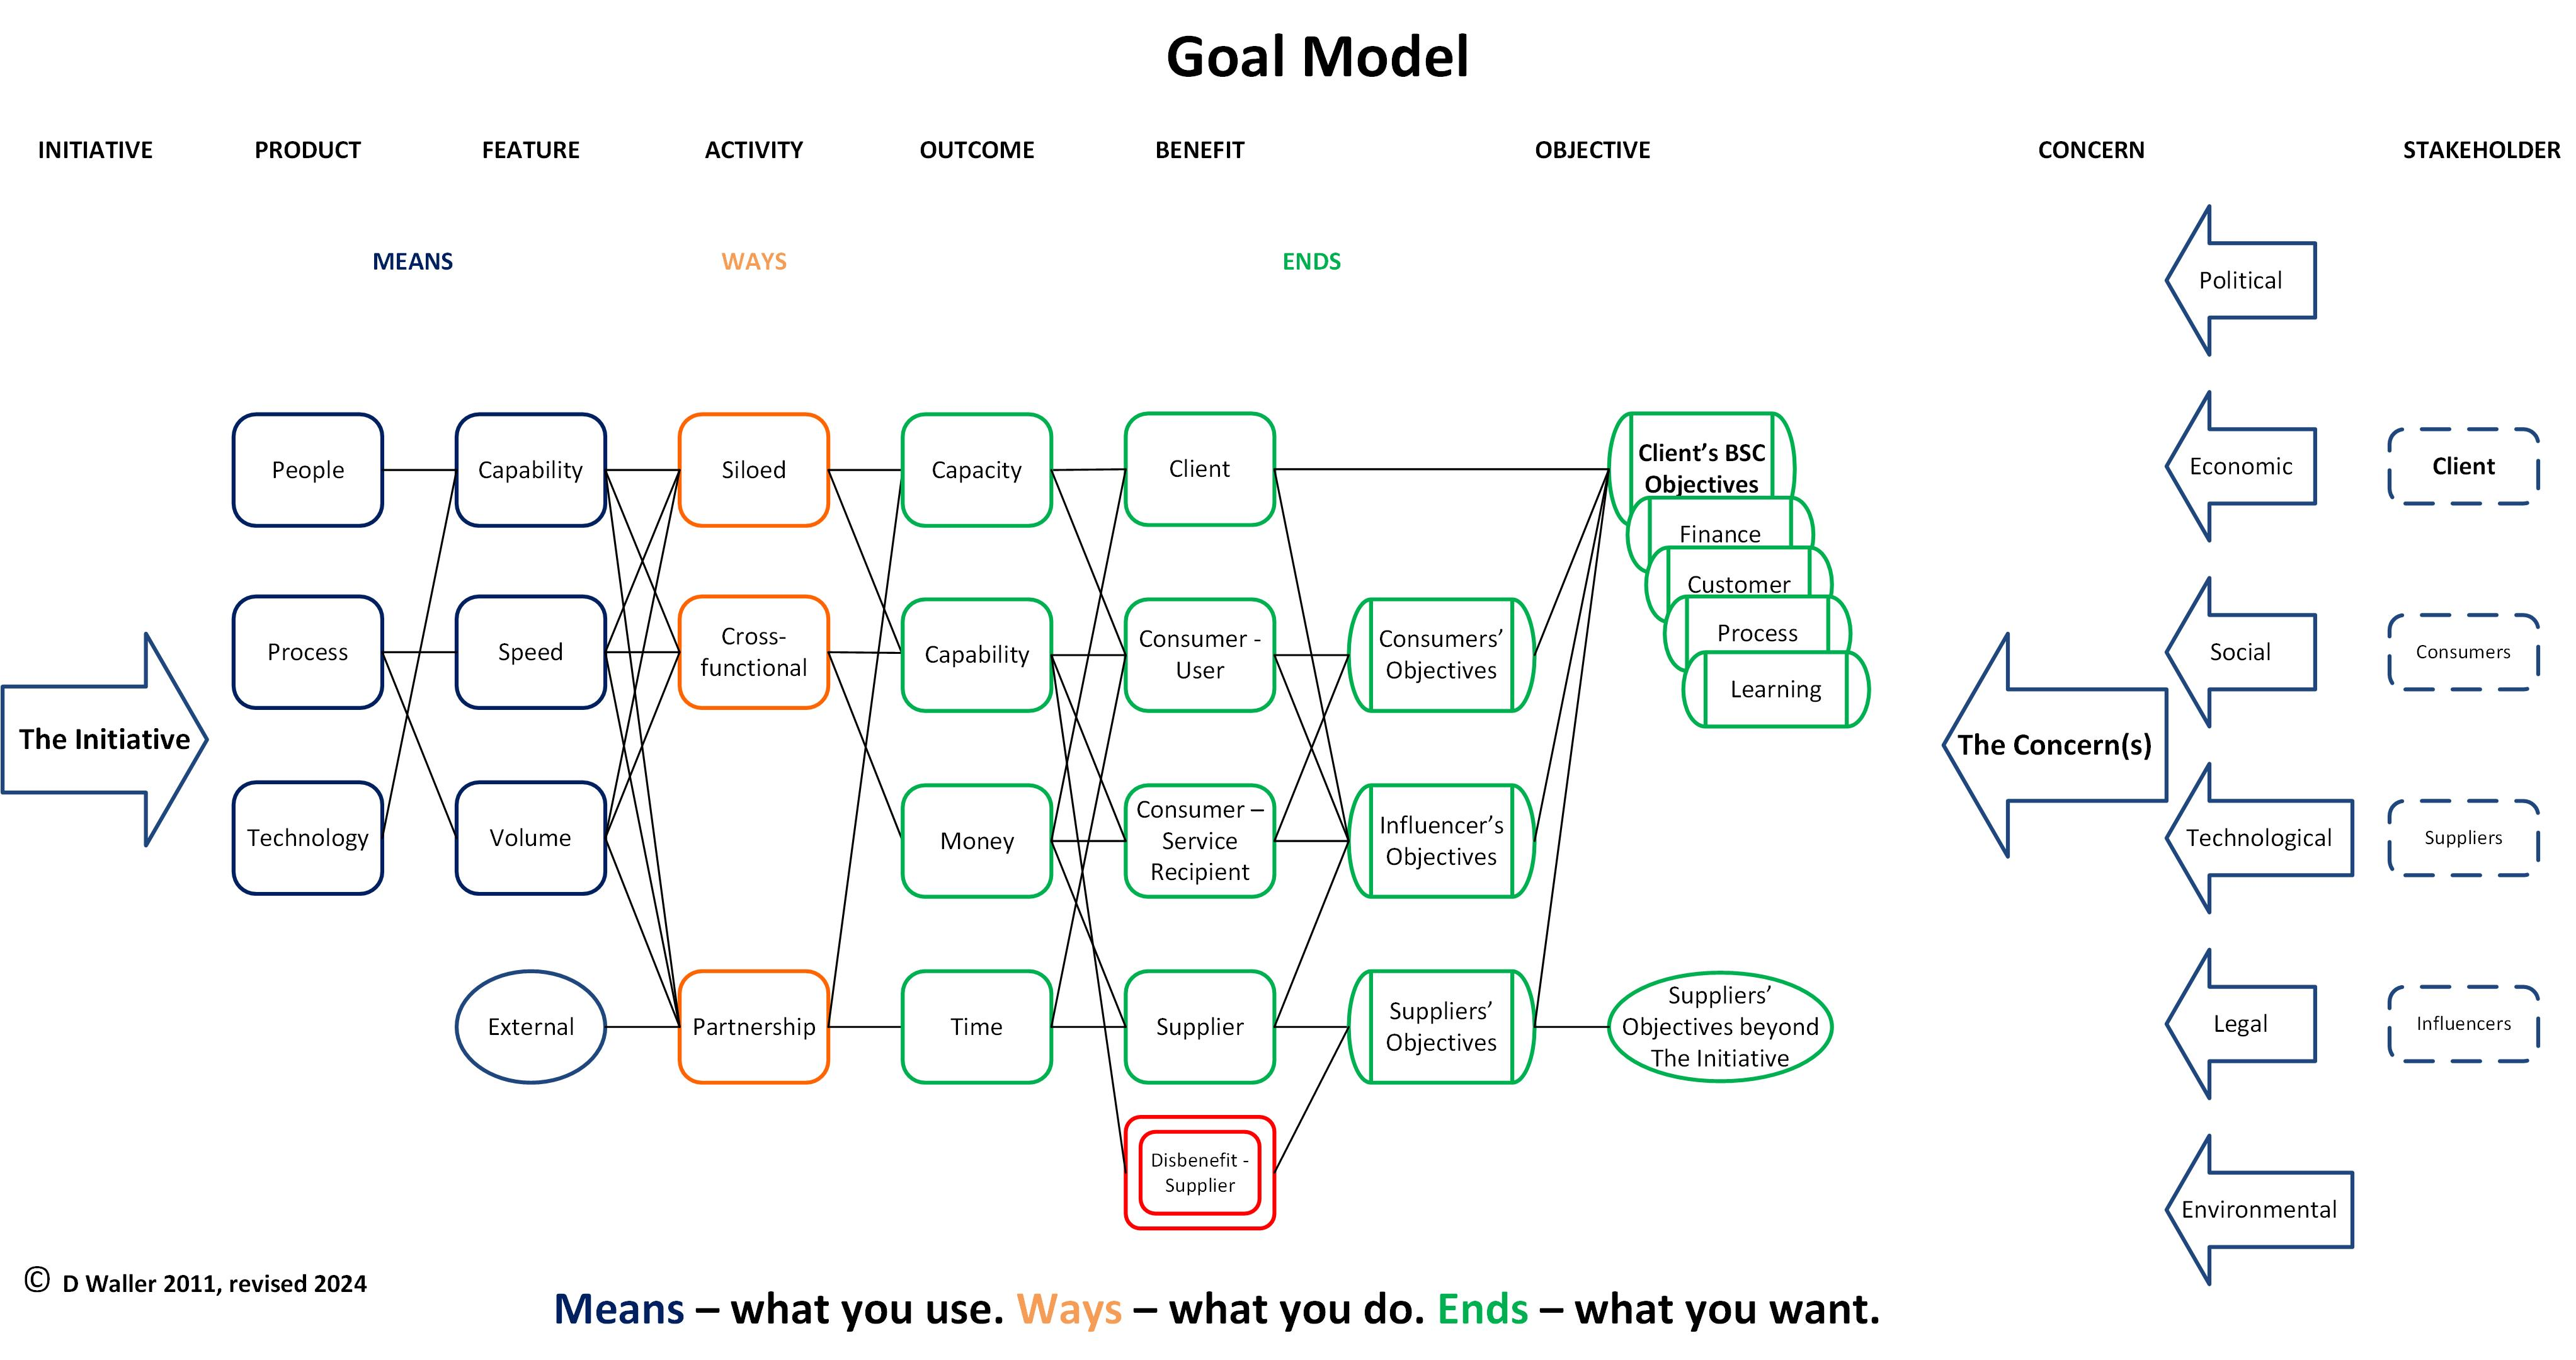 Goal Model
INITIATIVE
PRODUCT
FEATURE
ACTIVITY
OUTCOME
BENEFIT
OBJECTIVE
CONCERN
STAKEHOLDER
MEANS
WAYS
ENDS
The Initiative
People
Process
Technology
Capability
Speed
Volume
External
Siloed
Cross-
functional
Partnership
Capacity
Capability
Money
Time
Client
Consumer -
User
Consumer –
Service
Recipient
Supplier
Disbenefit -
Supplier
Consumers’
Objectives
Influencer’s
Objectives
Suppliers’
Objectives
Client’s BSC
Objectives
Finance
Customer
Process
Learning
Suppliers’
Objectives beyond
The Initiative
The Concern(s)
Political
Economic
Social
Technological
Legal
Environmental
Client
Consumers
Suppliers
Influencers
© D Waller 2011, revised 2024
Means – what you use. Ways – what you do. Ends – what you want.